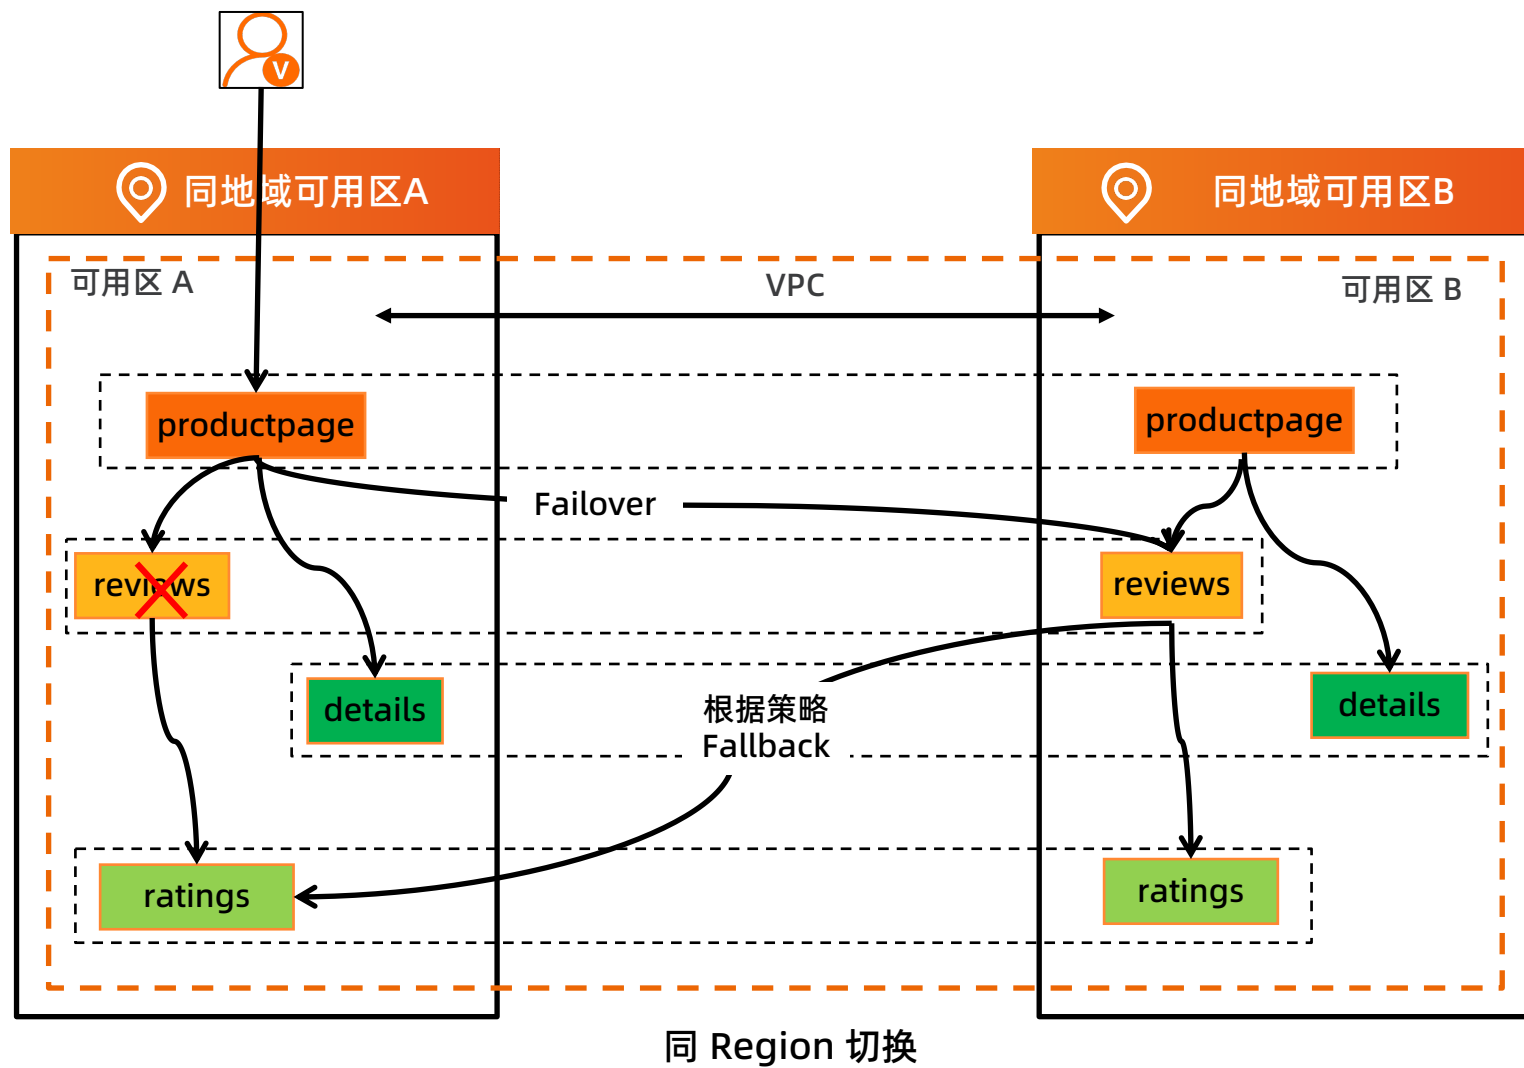 V
同地域可用区A
同地域可用区B
可用区 A
VPC
可用区 B
productpage
productpage
Failover
reviews
reviews
details
details
根据策略
Fallback
ratings
ratings
同 Region 切换